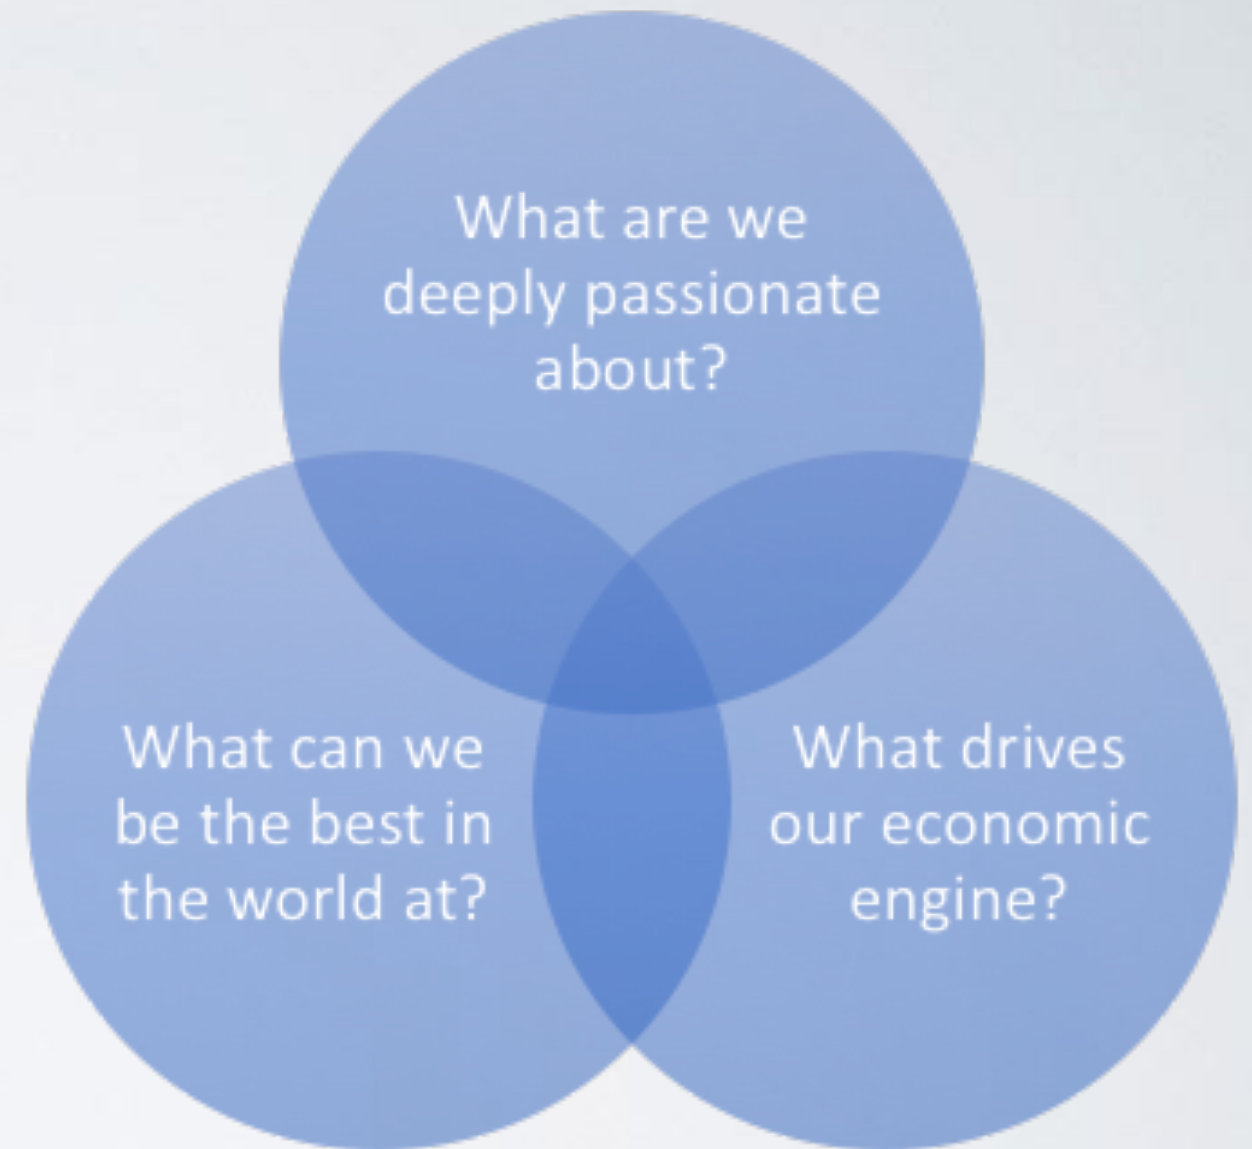 What are we
deeply passionate
about?
What can we
be the best in
the world at?
What drives
our economic
engine?